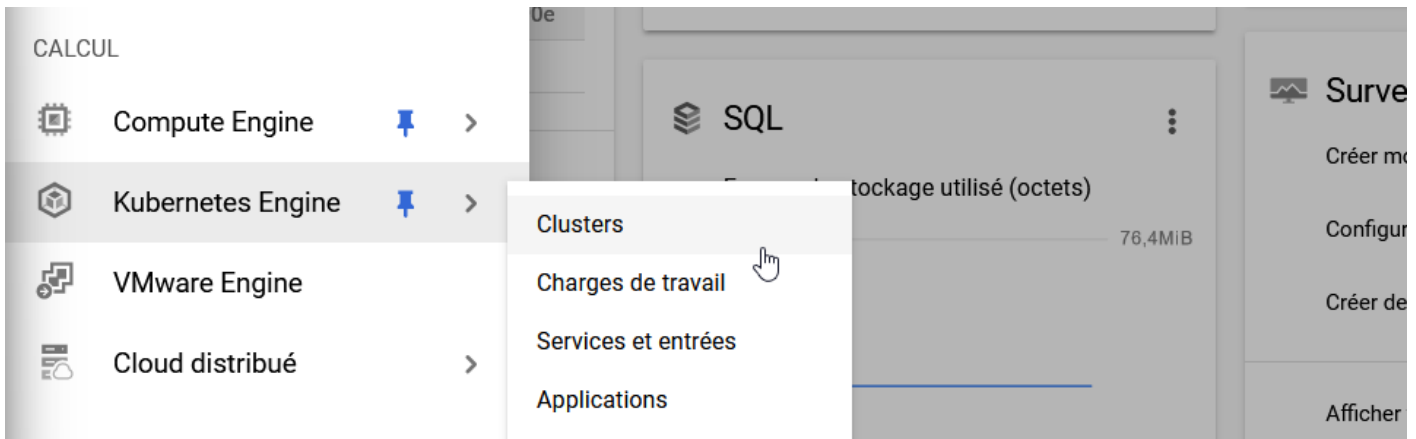 0e
CALCUL
Compute Engine
Kubernetes Engine
VMware Engine
Cloud distribué
Clusters
Charges de travail
Services et entrées
Applications
SQL
tockage utilisé (octets)
76,4MiB
Surve
Créer mo
Configur
Créer de
Afficher